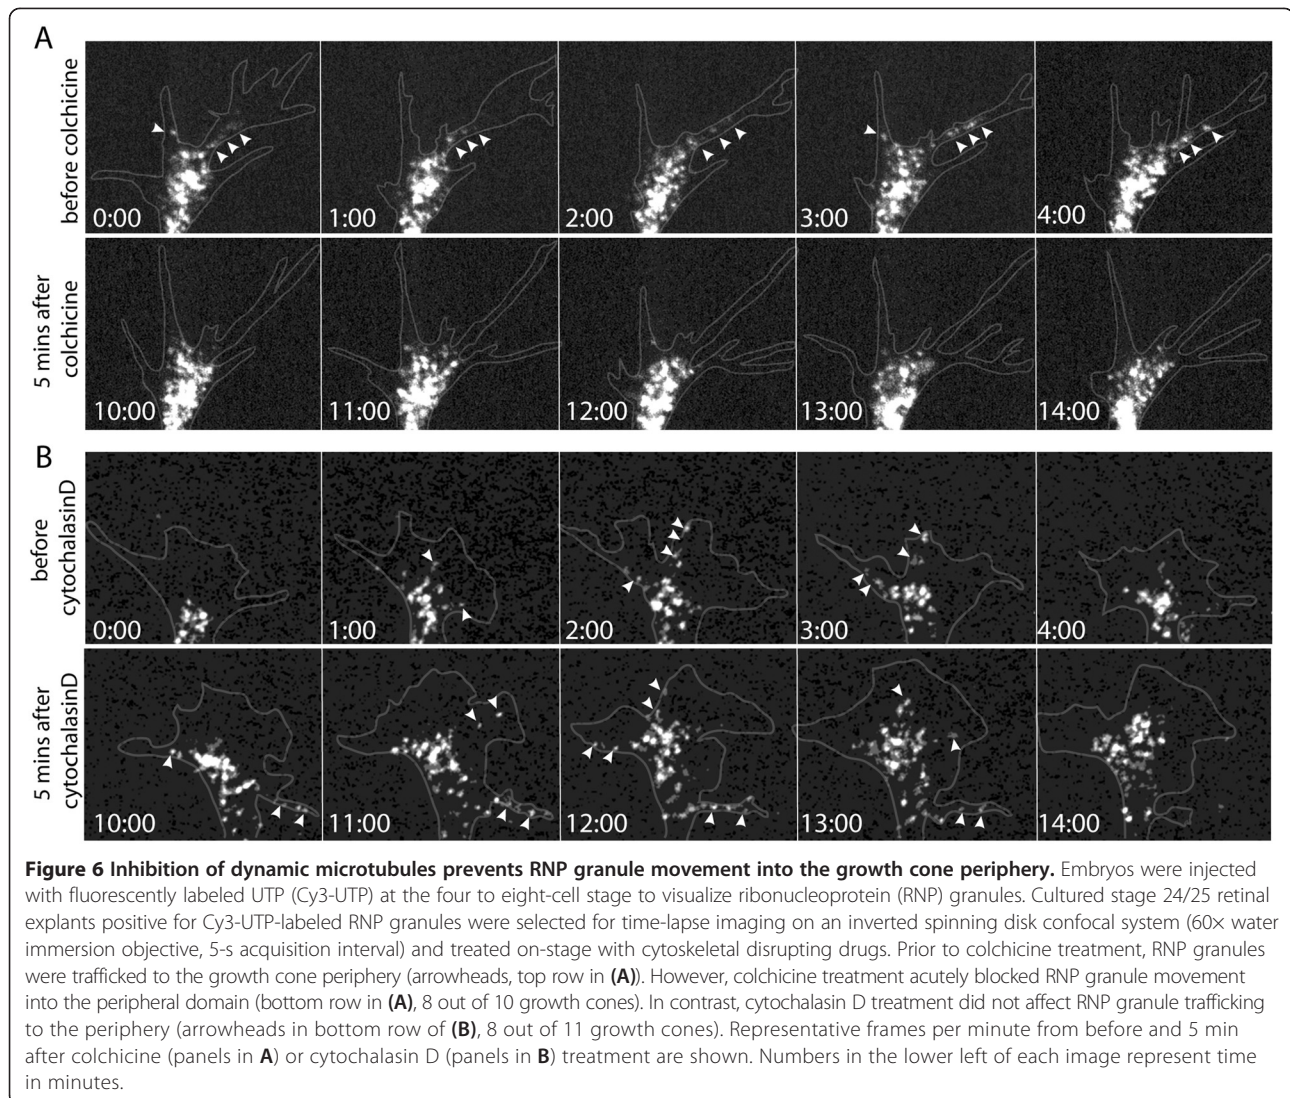 A
before colchicine
0:00
1:00
2:00
3:00
4:00
5 mins after
colchicine
10:00
11:00
12:00
13:00
14:00
B
before
cytochalasinD
0:00
1:00
2:00
3:00
4:00
5 mins after
cytochalasinD
10:00
11:00
12:00
13:00
14:00
Figure 6 Inhibition of dynamic microtubules prevents RNP granule movement into the growth cone periphery. Embryos were injected
with fluorescently labeled UTP (Cy3-UTP) at the four to eight-cell stage to visualize ribonucleoprotein (RNP) granules. Cultured stage 24/25 retinal
explants positive for Cy3-UTP-labeled RNP granules were selected for time-lapse imaging on an inverted spinning disk confocal system (60× water
immersion objective, 5-s acquisition interval) and treated on-stage with cytoskeletal disrupting drugs. Prior to colchicine treatment, RNP granules
were trafficked to the growth cone periphery (arrowheads, top row in (A)). However, colchicine treatment acutely blocked RNP granule movement
into the peripheral domain (bottom row in (A), 8 out of 10 growth cones). In contrast, cytochalasin D treatment did not affect RNP granule trafficking
to the periphery (arrowheads in bottom row of (B), 8 out of 11 growth cones). Representative frames per minute from before and 5 min
after colchicine (panels in A) or cytochalasin D (panels in B) treatment are shown. Numbers in the lower left of each image represent time
in minutes.